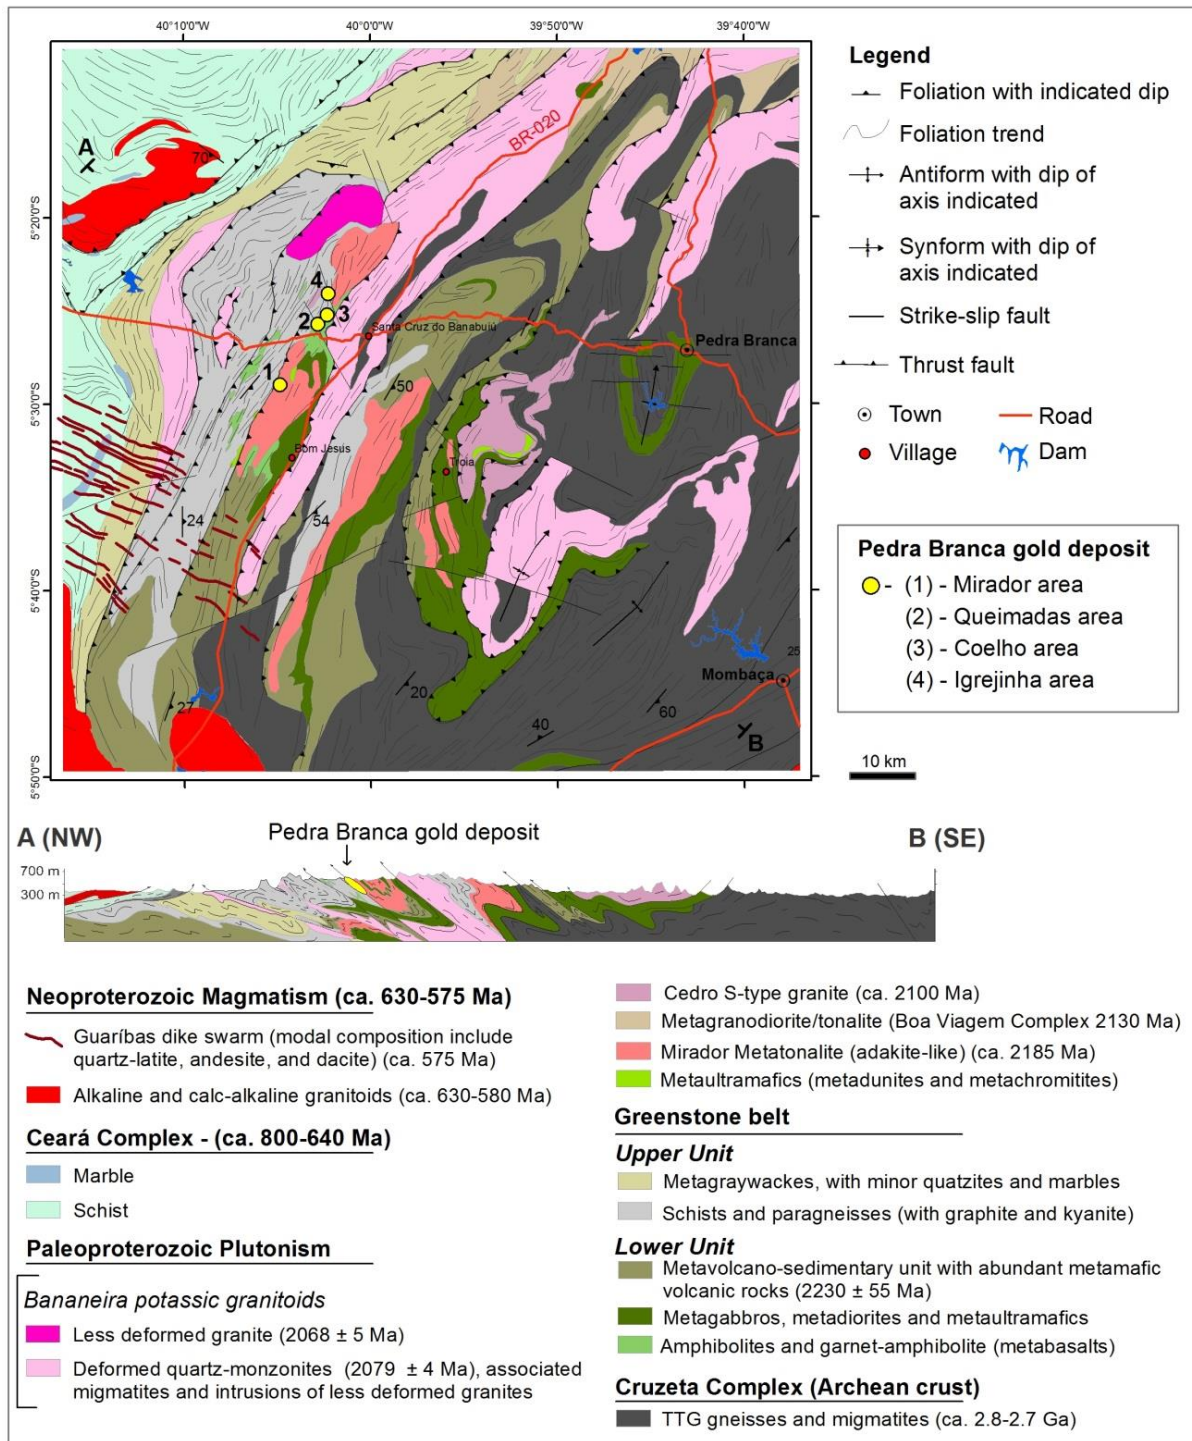 40°10'0"W
40°0'0"W
39°50'0"W
39°40'0"W
5°20'0"S
5°30'0"S
5°40'0"S
5°50'0"S
A
70
BR-020
4
3
2
1
Santa Cruz do Banabuiú
Pedra Branca
50
Bom Jesus
Troia
24
54
27
20
40
60
25
Mombaça
B
Legend
Foliation with indicated dip
Foliation trend
Antiform with dip of
axis indicated
Synform with dip of
axis indicated
Strike-slip fault
Thrust fault
Town
Road
Village
Dam
Pedra Branca gold deposit
- (1) - Mirador area
(2) - Queimadas area
(3) - Coelho area
(4) - Igrejinha area
10 km
A (NW)
Pedra Branca gold deposit
B (SE)
700 m
300 m
Neoproterozoic Magmatism (ca. 630-575 Ma)
Guaríbas dike swarm (modal composition include
quartz-latite, andesite, and dacite) (ca. 575 Ma)
Alkaline and calc-alkaline granitoids (ca. 630-580 Ma)
Ceará Complex - (ca. 800-640 Ma)
Marble
Schist
Paleoproterozoic Plutonism
Bananeira potassic granitoids
Less deformed granite (2068 ± 5 Ma)
Deformed quartz-monzonites (2079 ± 4 Ma), associated
migmatites and intrusions of less deformed granites
Cedro S-type granite (ca. 2100 Ma)
Metagranodiorite/tonalite (Boa Viagem Complex 2130 Ma)
Mirador Metatonalite (adakite-like) (ca. 2185 Ma)
Metaultramafics (metadunites and metachromitites)
Greenstone belt
Upper Unit
Metagraywackes, with minor quatzites and marbles
Schists and paragneisses (with graphite and kyanite)
Lower Unit
Metavolcano-sedimentary unit with abundant metamafic
volcanic rocks (2230 ± 55 Ma)
Metagabbros, metadiorites and metaultramafics
Amphibolites and garnet-amphibolite (metabasalts)
Cruzeta Complex (Archean crust)
TTG gneisses and migmatites (ca. 2.8-2.7 Ga)